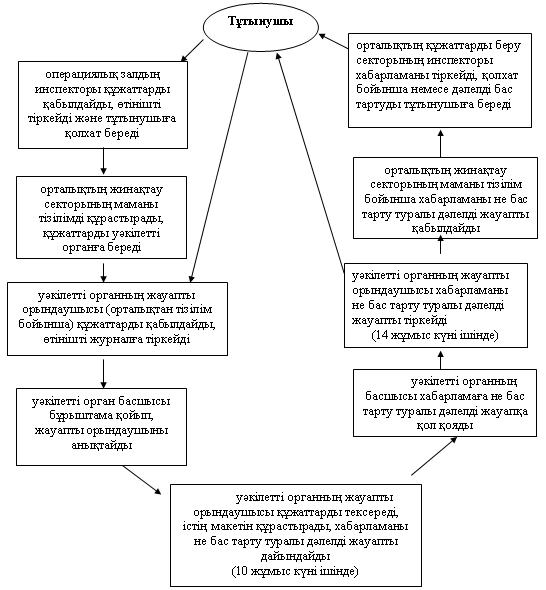 Тұтынушы
операциялық залдың
инспекторы құжаттарды
қабылдайды, өтінішті
тіркейді және тұтынушыға
қолхат береді
орталықтың жинақтау
секторының маманы
тізілімді құрастырады,
құжаттарды уәкілетті
органға береді
уәкілетті органның жауапты
орындаушысы (орталықтан тізілім
бойынша) құжаттарды қабылдайды,
өтінішті журналға тіркейді
уәкілетті орган басшысы
бұрыштама қойып,
жауапты орындаушыны
анықтайды
уәкілетті органның жауапты
орындаушысы құжаттарды тексереді,
істің макетін құрастырады, хабарламаны
не бас тарту туралы дәлелді жауапты
дайындайды
(10 жұмыс күні ішінде)
уәкілетті органның
басшысы хабарламаға не бас
тарту туралы дәлелді жауапқа
қол қояды
уәкілетті органның жауапты
орындаушысы хабарламаны
не бас тарту туралы дәлелді
жауапты тіркейді
(14 жұмыс күні ішінде)
орталықтың жинақтау
секторының маманы тізілім
бойынша хабарламаны не бас
тарту туралы дәлелді жауапты
қабылдайды
орталықтың құжаттарды беру
секторының инспекторы
хабарламаны тіркейді, қолхат
бойынша немесе дәлелді бас
тартуды тұтынушыға береді